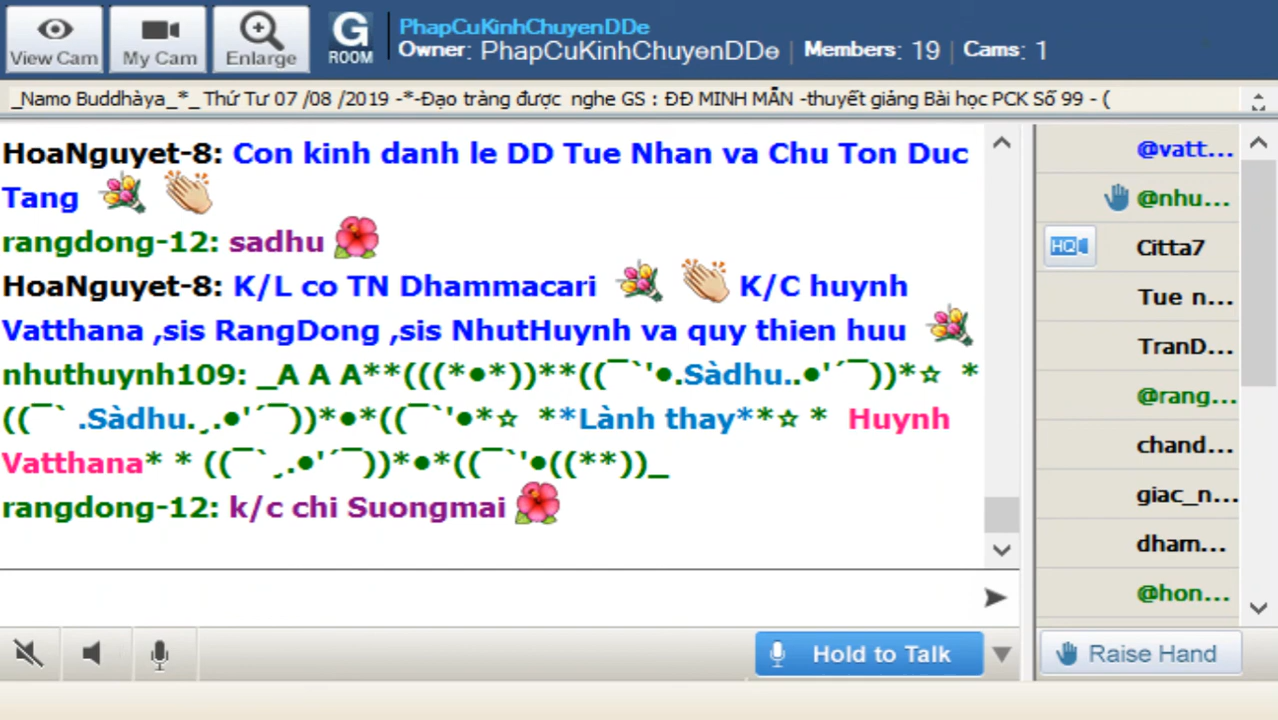 View Cam
My Cam
Enlarge
G
ROOM
PhapCuKinhChuyenDDe
Owner: PhapCuKinhChuyenDDe | Members: 19 | Cams: 1
_Namo Buddhàya_*_ Thứ Tư 07 /08 /2019 -*-Đạo tràng được nghe GS : ĐĐ MINH MẪN -thuyết giảng Bài học PCK Số 99 - (
HoaNguyet-8: Con kinh danh le DD Tue Nhan va Chu Ton Duc
Tang
rangdong-12: sadhu
HoaNguyet-8: K/L co TN Dhammacari K/C huynh
Vatthana ,sis RangDong ,sis NhutHuynh va quy thien huu
nhuthuynh109: _A A A**(((*●*))**((¯`'●.Sàdhu..●'´¯))*☆ *
((¯` .Sàdhu.¸.●'´¯))*●*((¯`'●*☆ **Lành thay**☆ * Huynh
Vatthana* * ((¯`¸.●'´¯))*●*((¯`'●((**))_
rangdong-12: k/c chi Suongmai
@vatt...
@nhu...
HQ
Citta7
Tue n...
TranD...
@rang...
chand...
giac_n...
dham...
@hon...
Hold to Talk
Raise Hand